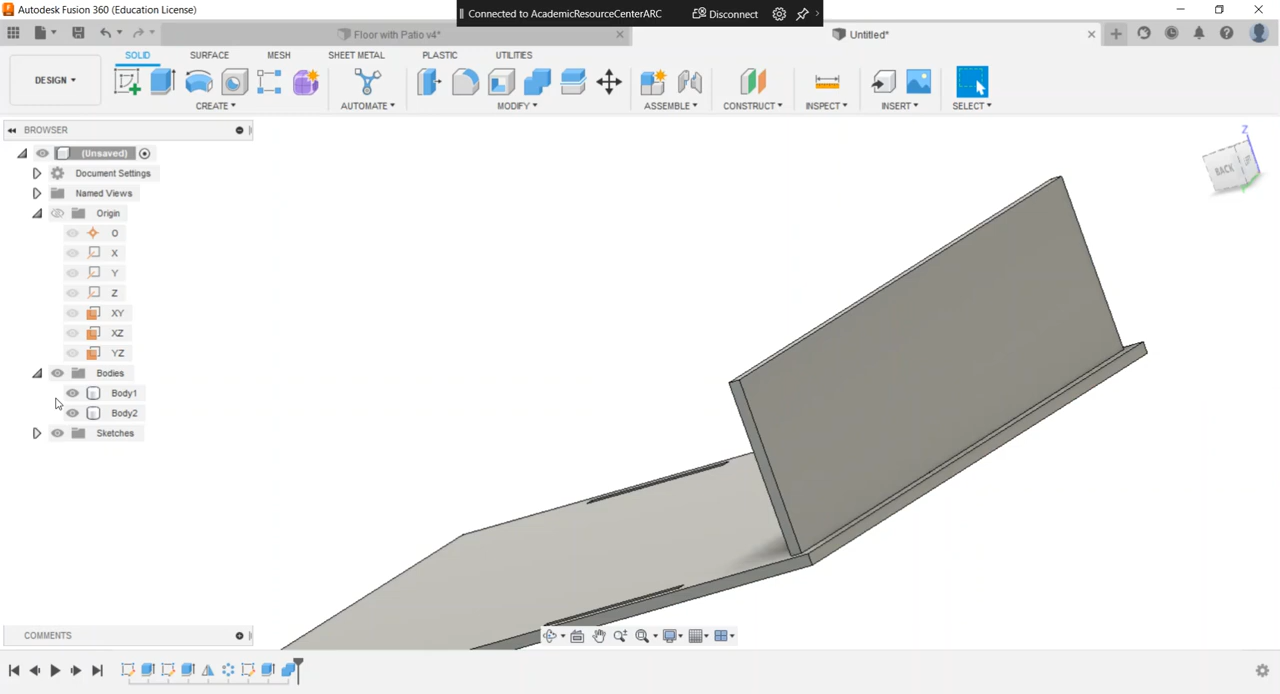 Autodesk Fusion 360 (Education License)
Connected to AcademicResourceCenterARC Disconnect
Floor with Patio v4*
Untitled*
DESIGN
SOLID SURFACE MESH SHEET METAL PLASTIC UTILITIES
CREATE AUTOMATE MODIFY ASSEMBLE CONSTRUCT INSPECT INSERT SELECT
BROWSER
(Unsaved)
Document Settings
Named Views
Origin
O
X
Y
Z
XY
XZ
YZ
Bodies
Body1
Body2
Sketches
Z
BACK
COMMENTS